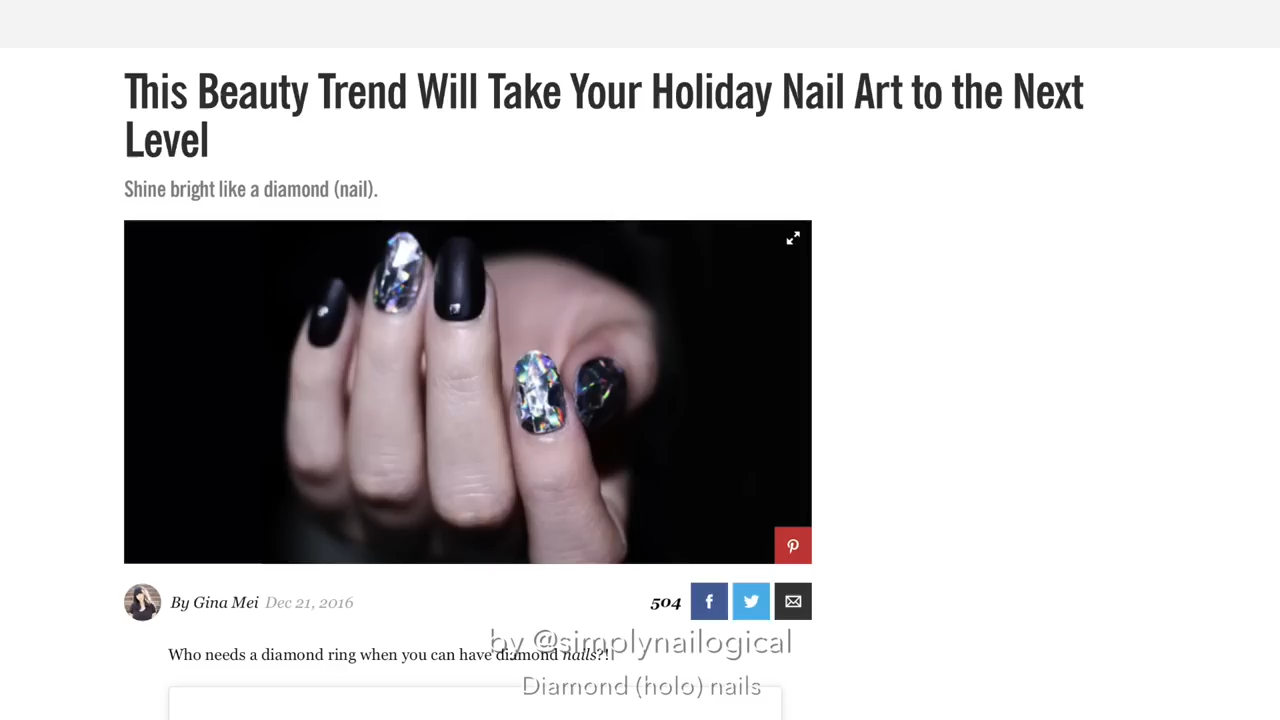 This Beauty Trend Will Take Your Holiday Nail Art to the Next
Level
Shine bright like a diamond (nail).
By Gina Mei Dec 21, 2016
504
by @simplynailogical
Who needs a diamond ring when you can have diamond nails?!
Diamond (holo) nails